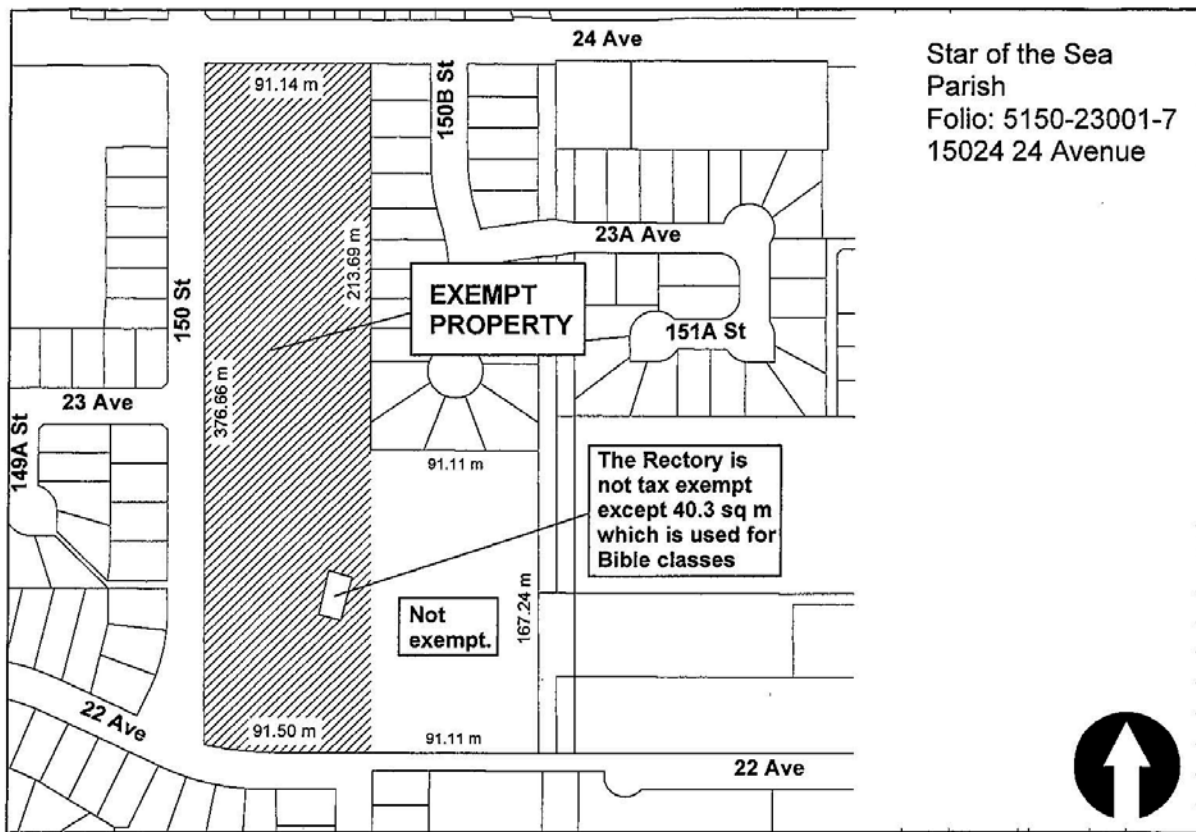 24 Ave
Star of the Sea
Parish
Folio: 5150-23001-7
15024 24 Avenue
91.14 m
150B St
23A Ave
213.69 m
150 St
EXEMPT
PROPERTY
151A St
23 Ave
376.66 m
149A St
91.11 m
The Rectory is
not tax exempt
except 40.3 sq m
which is used for
Bible classes
167.24 m
Not
exempt.
22 Ave
91.50 m
91.11 m
22 Ave